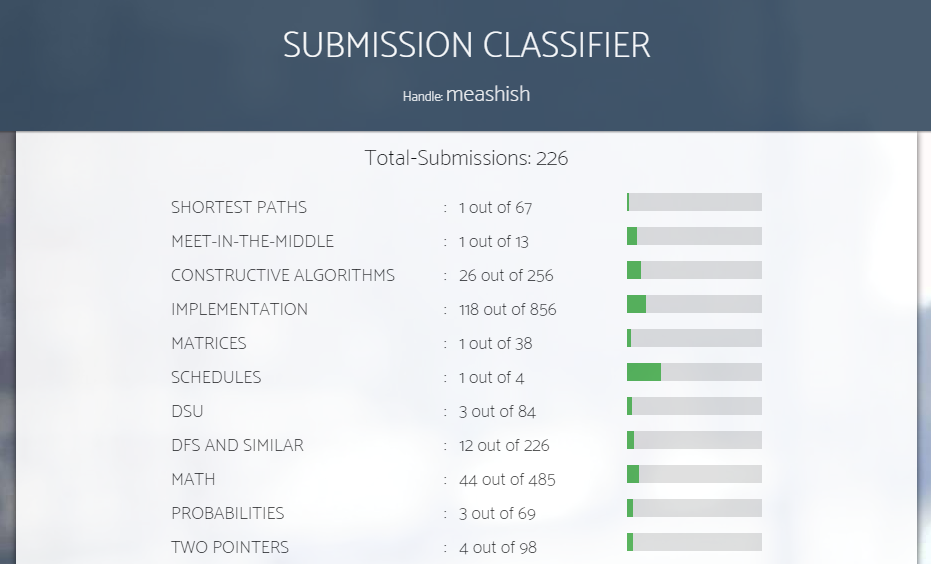 SUBMISSION CLASSIFIER
Handle: meashish
Total-Submissions: 226
SHORTEST PATHS : 1 out of 67
MEET-IN-THE-MIDDLE : 1 out of 13
CONSTRUCTIVE ALGORITHMS : 26 out of 256
IMPLEMENTATION : 118 out of 856
MATRICES : 1 out of 38
SCHEDULES : 1 out of 4
DSU : 3 out of 84
DFS AND SIMILAR : 12 out of 226
MATH : 44 out of 485
PROBABILITIES : 3 out of 69
TWO POINTERS : 4 out of 98